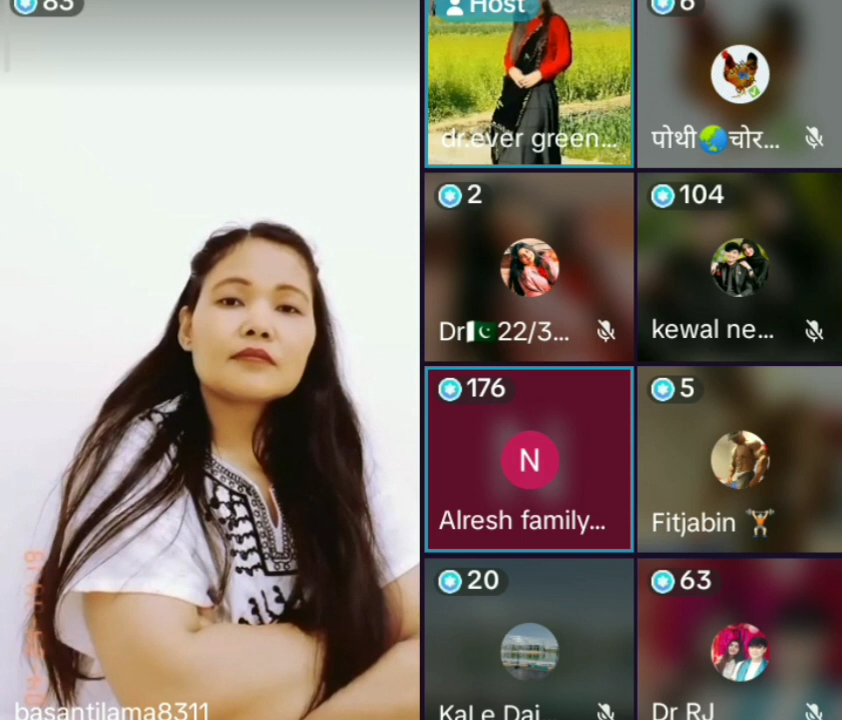 83
basantilama8311
Host
dr.ever green...
6
पोथी🌏चोर...
2
Dr🇵🇰22/3...
104
kewal ne...
176
N
Alresh family...
5
Fitjabin 🏋
20
KaLe Dai...
63
Dr RJ